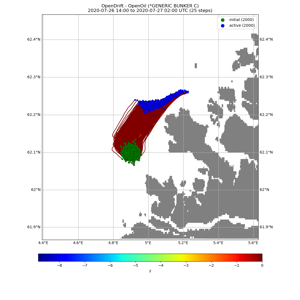 OpenDrift - OpenOil (*GENERIC BUNKER C)
2020-07-26 14:00 to 2020-07-27 02:00 UTC (25 steps)
initial (2000)
active (2000)
62.4°N 62.4°N
62.3°N 62.3°N
62.2°N 62.2°N
62.1°N 62.1°N
62°N 62°N
61.9°N 61.9°N
4.4°E 4.6°E 4.8°E 5°E 5.2°E 5.4°E 5.6°E
−6 −5 −4 −3 −2 −1 0
z